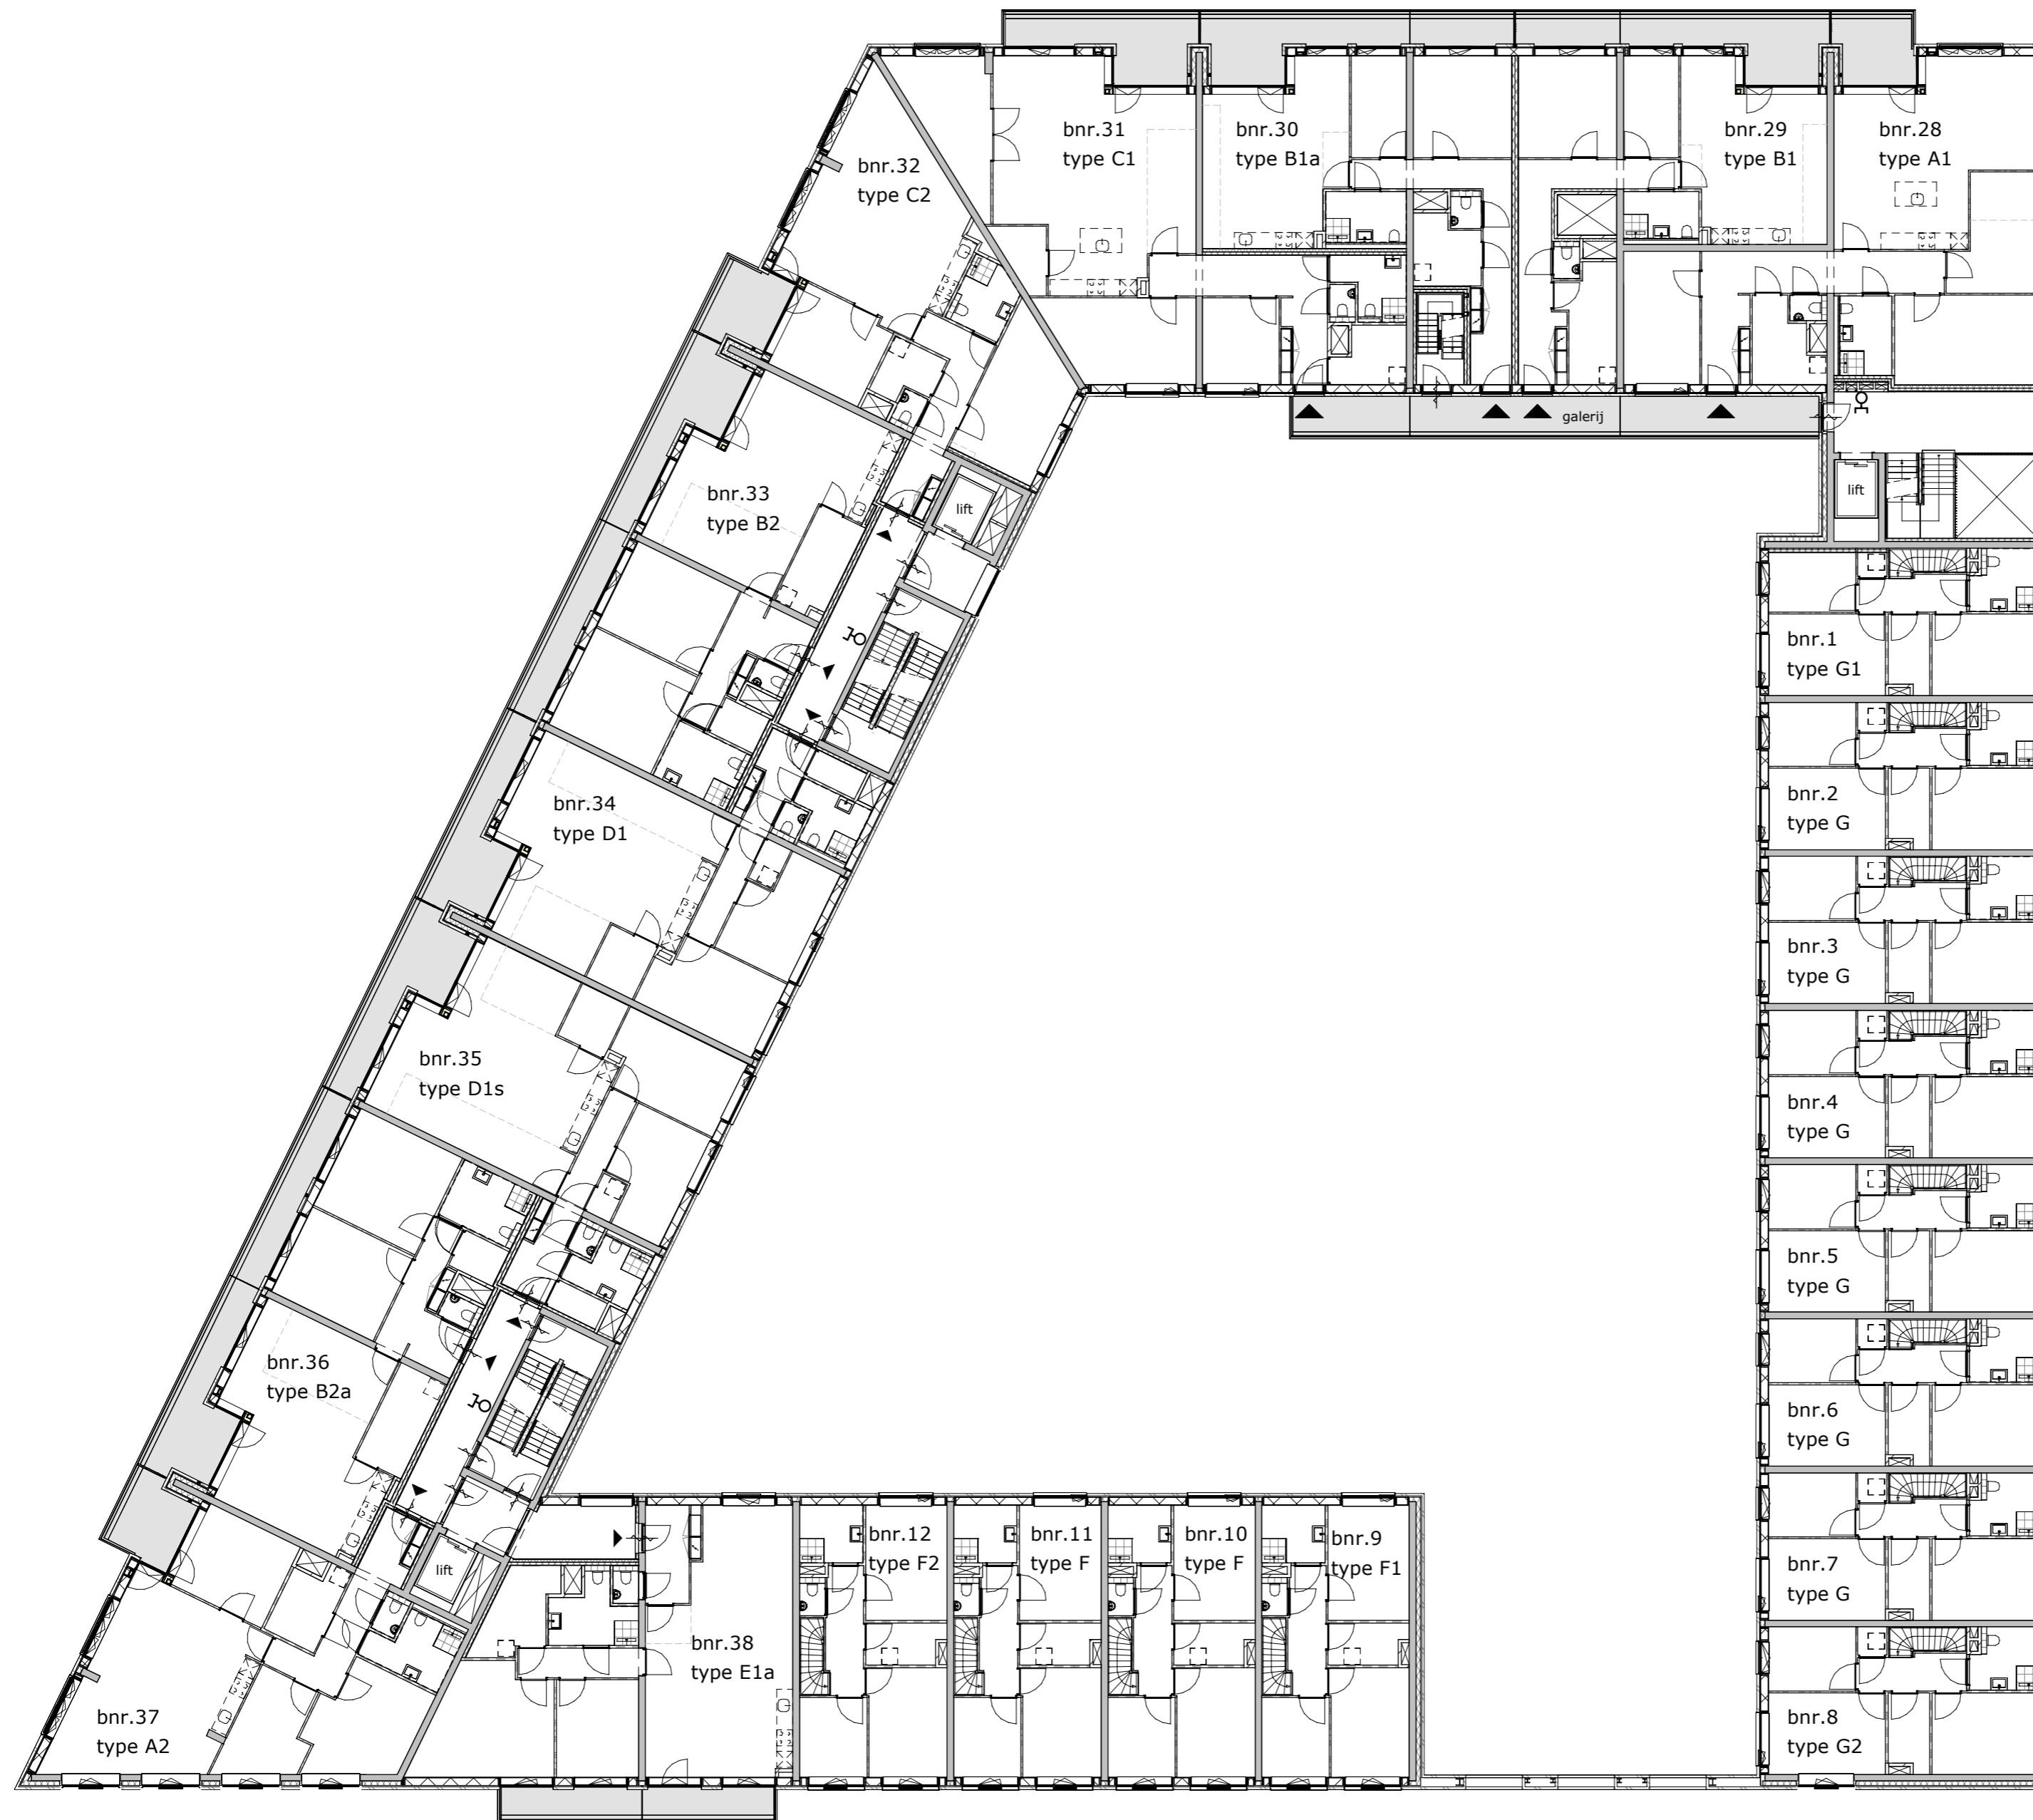 bnr.31
type C1
bnr.30
type B1a
bnr.29
type B1
bnr.28
type A1
bnr.32
type C2
galerij
lift
bnr.33
type B2
lift
bnr.1
type G1
bnr.34
type D1
bnr.2
type G
bnr.3
type G
bnr.35
type D1s
bnr.4
type G
bnr.5
type G
bnr.36
type B2a
bnr.6
type G
bnr.12
type F2
bnr.11
type F
bnr.10
type F
bnr.9
type F1
lift
bnr.7
type G
bnr.38
type E1a
bnr.37
type A2
bnr.8
type G2